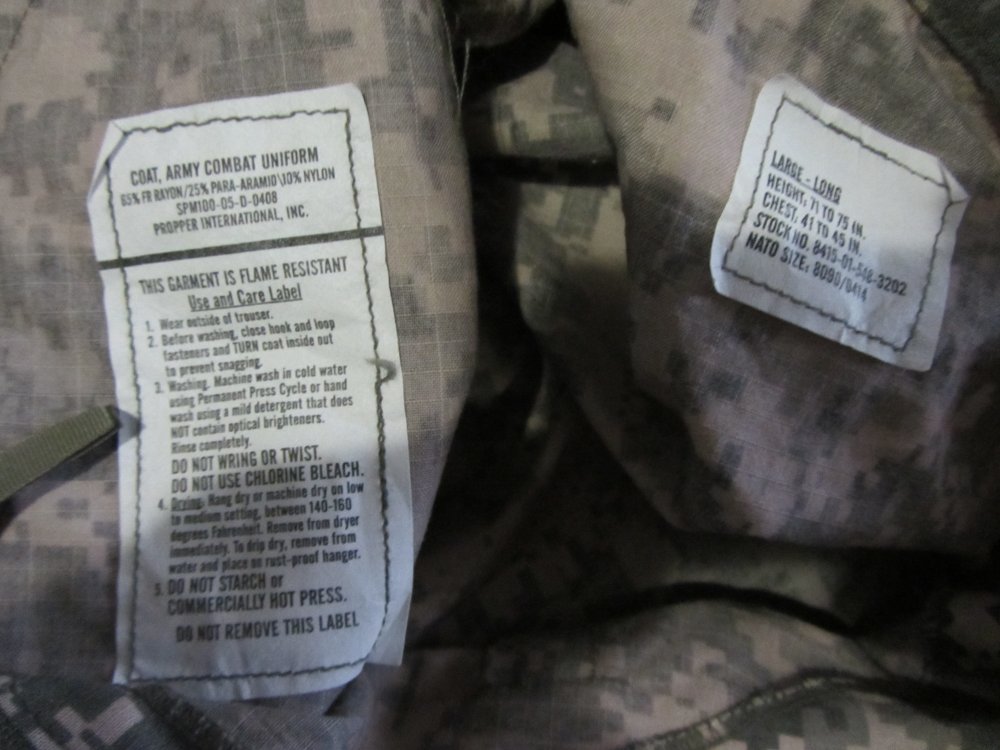 COAT, ARMY COMBAT UNIFORM
65% FR RAYON/25% PARA-ARAMID\10% NYLON
SPM100-05-D-0408
PROPPER INTERNATIONAL, INC.
THIS GARMENT IS FLAME RESISTANT
Use and Care Label
1. Wear outside of trouser.
2. Before washing, close hook and loop
fasteners and TURN coat inside out
to prevent snagging.
3. Washing. Machine wash in cold water
using Permanent Press Cycle or hand
wash using a mild detergent that does
NOT contain optical brighteners.
Rinse completely.
DO NOT WRING OR TWIST.
DO NOT USE CHLORINE BLEACH.
4. Drying: Hang dry or machine dry on low
to medium setting, between 140-160
degrees Fahrenheit. Remove from dryer
immediately. To drip dry, remove from
water and place on rust-proof hanger.
5. DO NOT STARCH or
COMMERCIALLY HOT PRESS.
DO NOT REMOVE THIS LABEL
LARGE - LONG
HEIGHT: 71 TO 75 IN.
CHEST: 41 TO 45 IN.
STOCK NO. 8415-01-548-3202
NATO SIZE: 8090/0414